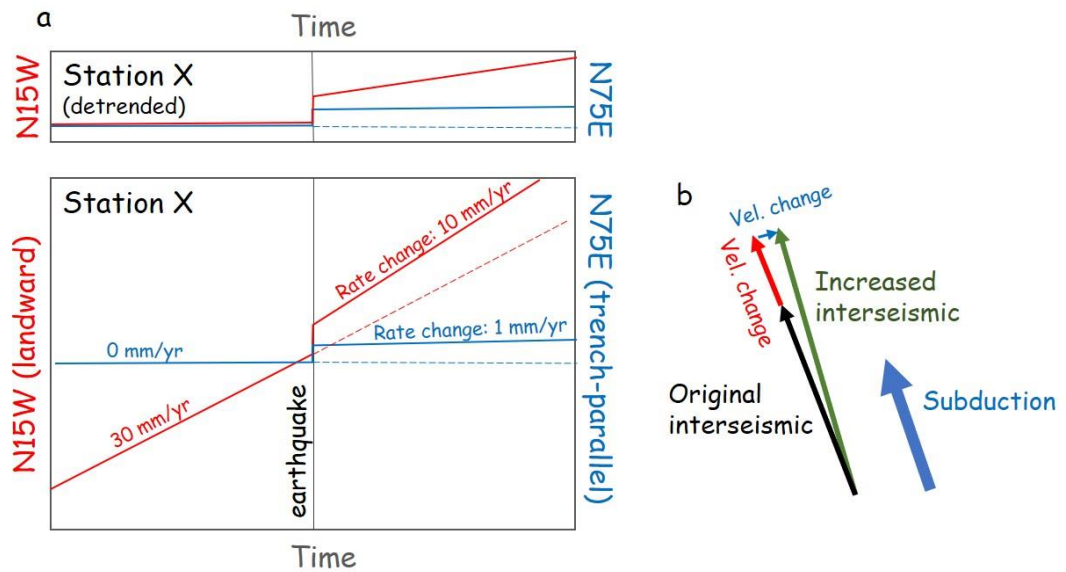 a
Time
N15W
Station X
(detrended)
N75E
Station X
N15W (landward)
Rate change: 10 mm/yr
0 mm/yr
Rate change: 1 mm/yr
30 mm/yr
earthquake
N75E (trench-parallel)
Time
b
Vel. change
Vel. change
Increased
interseismic
Original
interseismic
Subduction